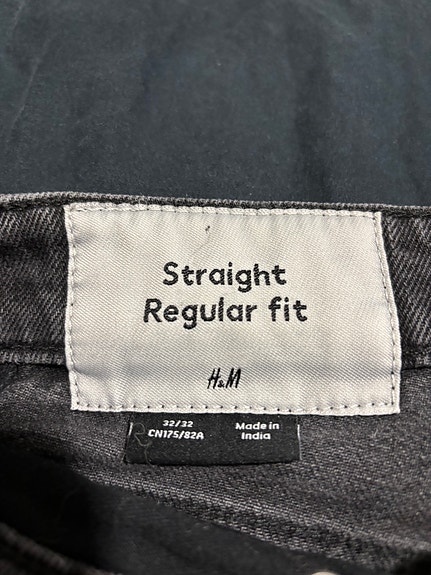 Straight
Regular fit
H&M
32/32
CN175/82A
Made in
India